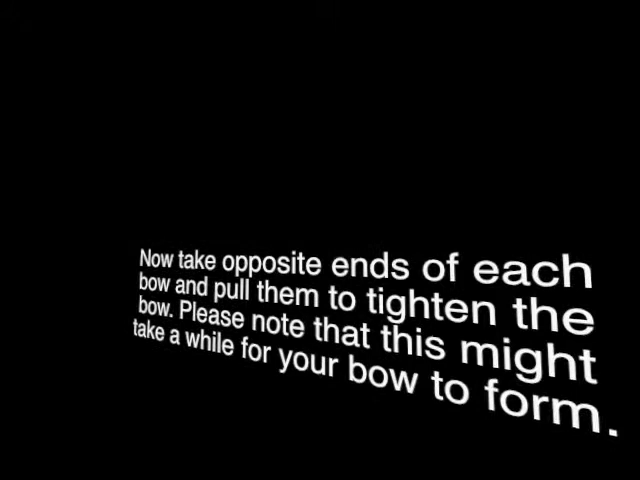 Now take opposite ends of each
bow and pull them to tighten the
bow. Please note that this might
take a while for your bow to form.